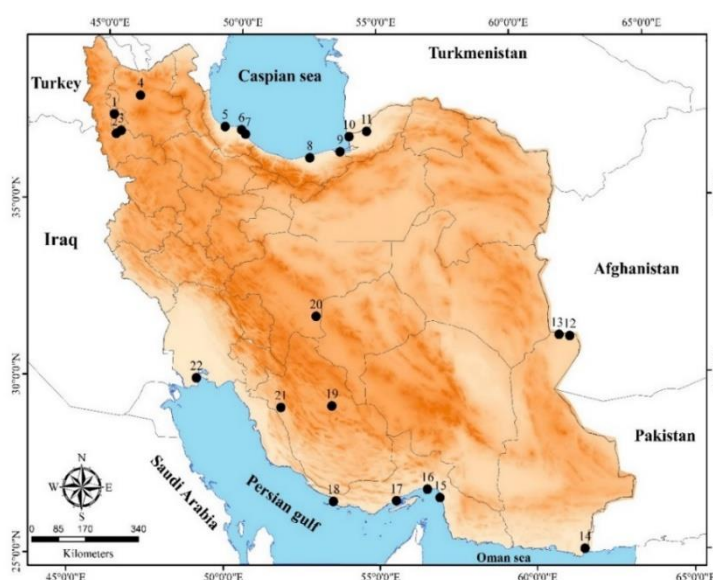 45°0'0"E 50°0'0"E 55°0'0"E 60°0'0"E 65°0'0"E
Turkmenistan
Turkey
Caspian sea
4
1
2 3
5 6 7
8 9 10 11
35°0'0"N
Iraq
Afghanistan
20
13 12
30°0'0"N
22
21 19
Pakistan
Saudi Arabia
Persian gulf
N
W E
S
18 17 16 15
14
0 85 170 340
Kilometers
Oman sea
25°0'0"N
50°0'0"E 55°0'0"E 60°0'0"E 65°0'0"E